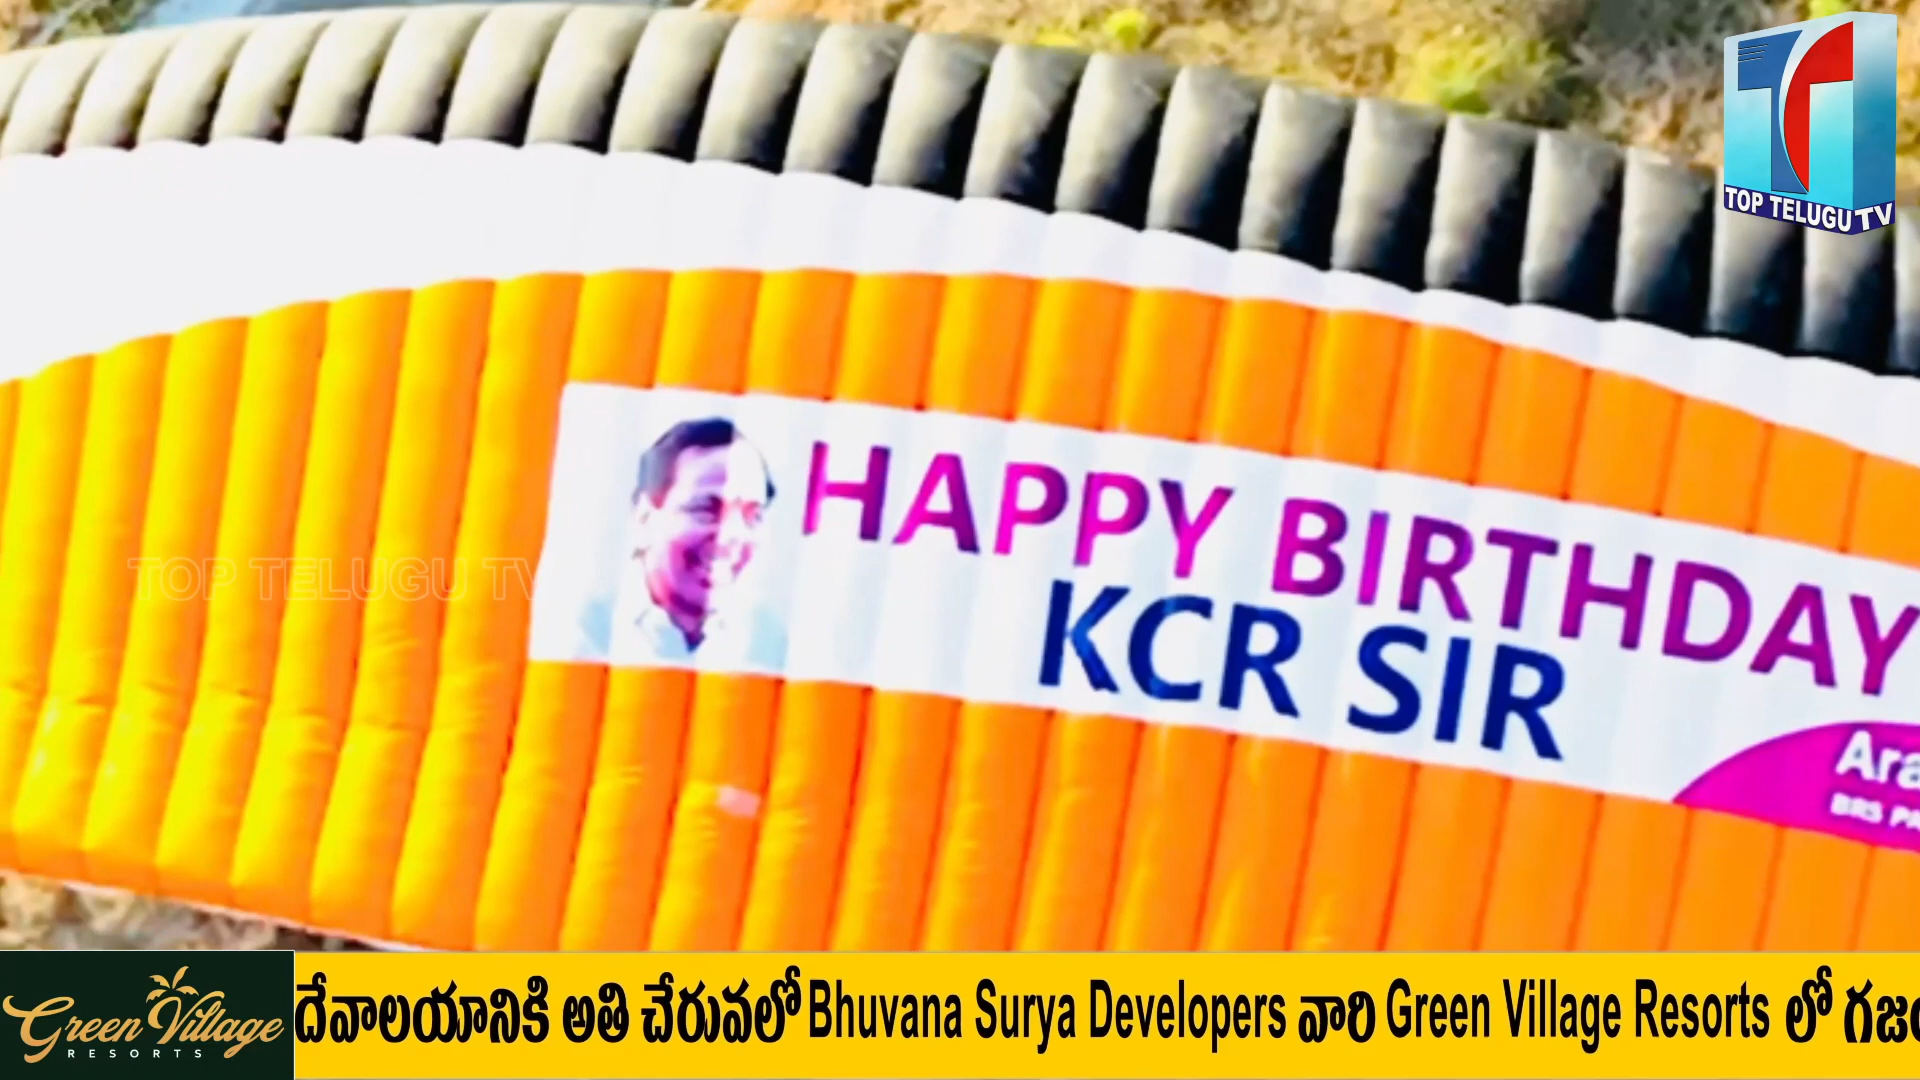 TOP TELUGU TV
HAPPY BIRTHDAY
KCR SIR
TOP TELUGU TV
BRS
Green Village
RESORTS
దేవాలయానికి అతి చేరువలో Bhuvana Surya Developers వారి Green Village Resorts లో